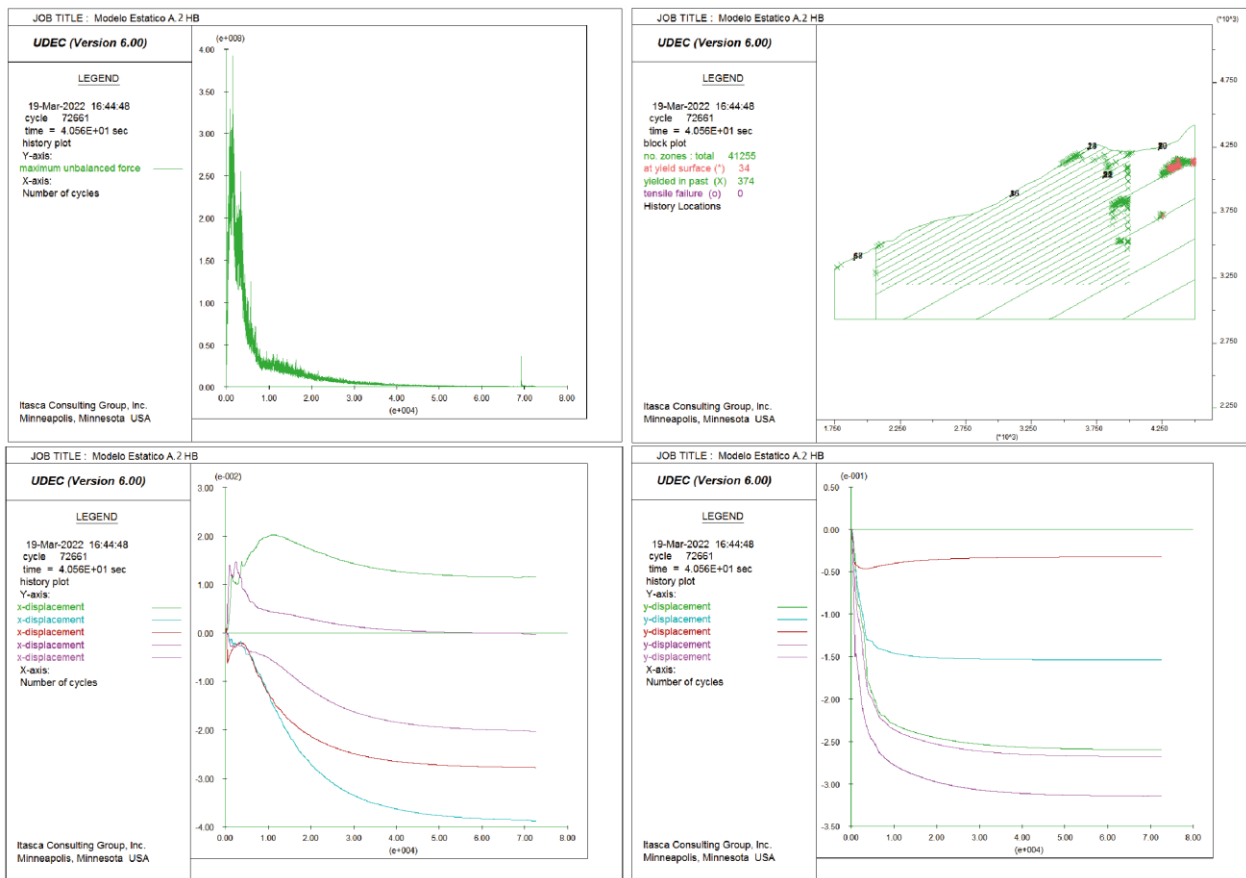 JOB TITLE : Modelo Estatico A.2 HB
UDEC (Version 6.00)
LEGEND
19-Mar-2022 16:44:48
cycle 72661
time = 4.056E+01 sec
history plot
Y-axis:
maximum unbalanced force
X-axis:
Number of cycles
Itasca Consulting Group, Inc.
Minneapolis, Minnesota USA
(e+008)
4.00
3.00
2.00
1.00
0.00
0.00 1.00 2.00 3.00 4.00 5.00 6.00 7.00 8.00
(e+004)
JOB TITLE : Modelo Estatico A.2 HB
(*10^3)
UDEC (Version 6.00)
LEGEND
19-Mar-2022 16:44:48
cycle 72661
time = 4.056E+01 sec
block plot
no. zones : total 41255
at yield surface (*) 34
yielded in past (X) 374
tensile failure (o) 0
History Locations
Itasca Consulting Group, Inc.
Minneapolis, Minnesota USA
4.750
4.250
3.750
3.250
2.750
2.250
1.750 2.250 2.750 3.250 3.750 4.250
(*10^3)
JOB TITLE : Modelo Estatico A.2 HB
UDEC (Version 6.00)
LEGEND
19-Mar-2022 16:44:48
cycle 72661
time = 4.056E+01 sec
history plot
Y-axis:
x-displacement
x-displacement
x-displacement
x-displacement
x-displacement
X-axis:
Number of cycles
Itasca Consulting Group, Inc.
Minneapolis, Minnesota USA
(e-002)
3.00
2.00
1.00
0.00
-1.00
-2.00
-3.00
-4.00
0.00 1.00 2.00 3.00 4.00 5.00 6.00 7.00 8.00
(e+004)
JOB TITLE : Modelo Estatico A.2 HB
UDEC (Version 6.00)
LEGEND
19-Mar-2022 16:44:48
cycle 72661
time = 4.056E+01 sec
history plot
Y-axis:
y-displacement
y-displacement
y-displacement
y-displacement
y-displacement
X-axis:
Number of cycles
Itasca Consulting Group, Inc.
Minneapolis, Minnesota USA
(e-001)
0.50
0.00
-0.50
-1.00
-1.50
-2.00
-2.50
-3.00
-3.50
0.00 1.00 2.00 3.00 4.00 5.00 6.00 7.00 8.00
(e+004)